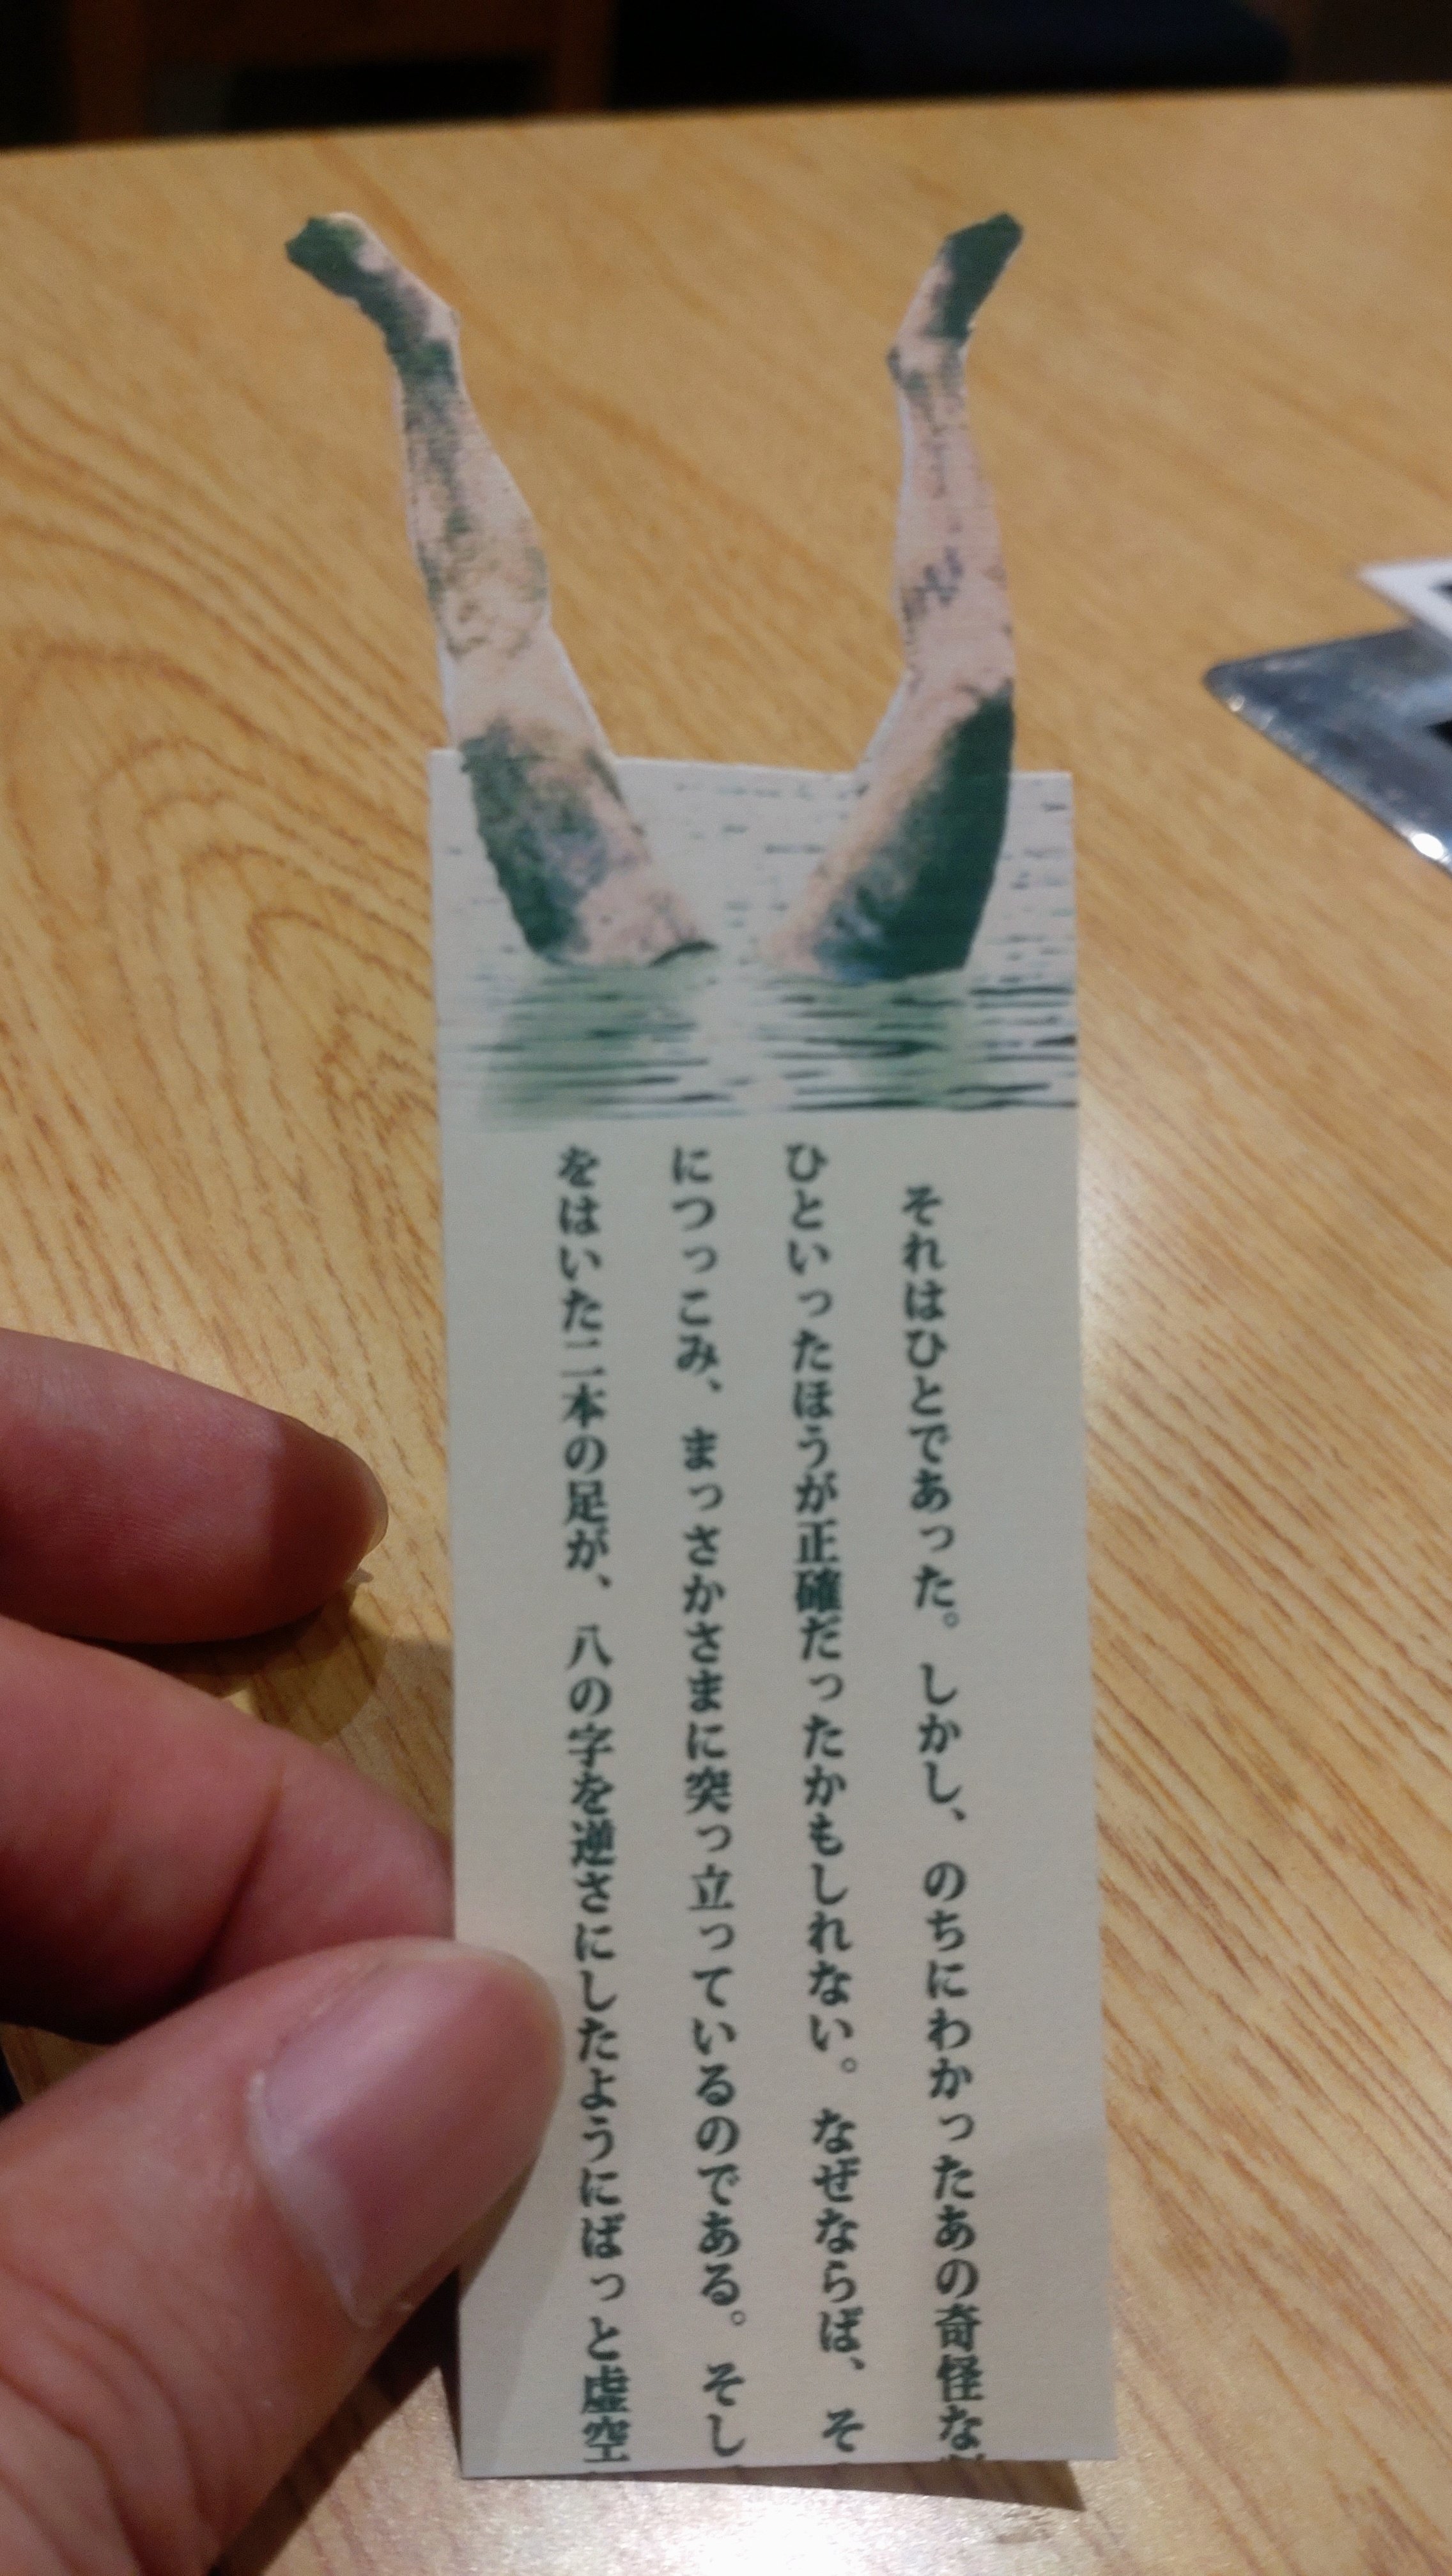 それはひとであった。しかし、のちにわかったあの奇怪な
ひといったほうが正確だったかもしれない。なぜならば、そ
につっこみ、まっさかさまに突っ立っているのである。そし
をはいた二本の足が、八の字を逆さにしたようにぱっと虚空